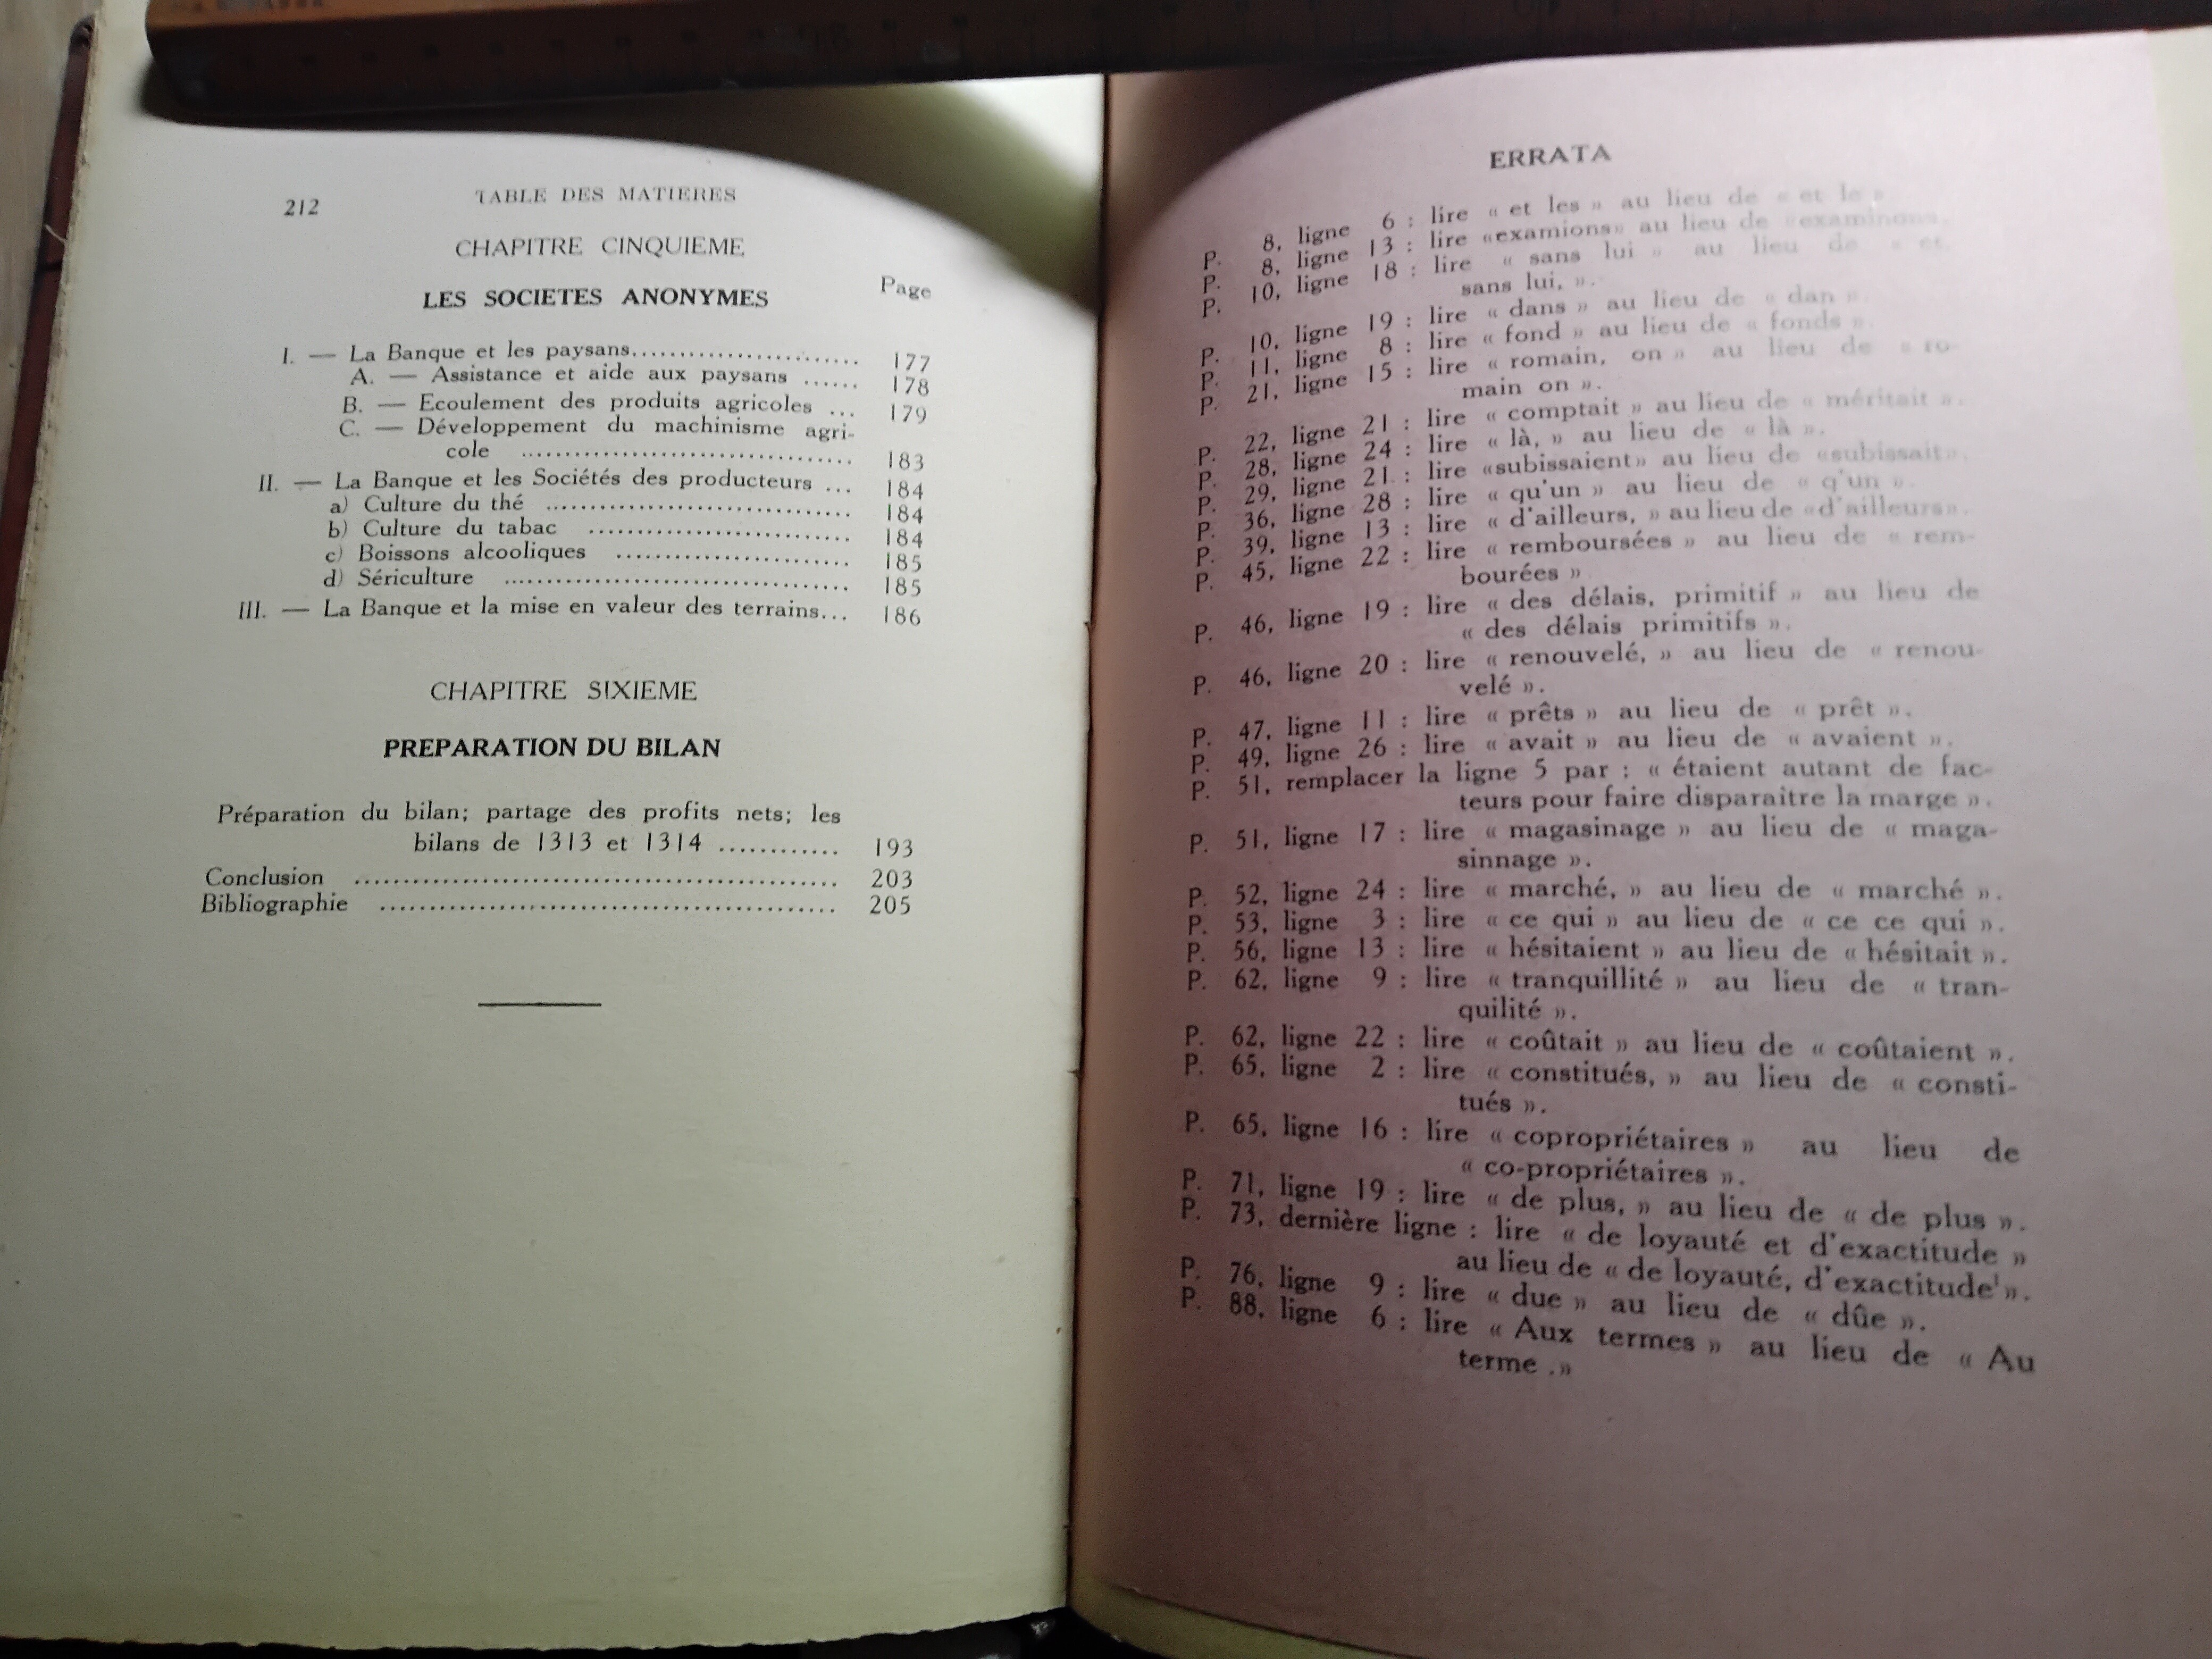 212
TABLE DES MATIERES
CHAPITRE CINQUIEME
LES SOCIETES ANONYMES
Page
I. — La Banque et les paysans....................... 177
A. — Assistance et aide aux paysans ...... 178
B. — Ecoulement des produits agricoles ... 179
C. — Développement du machinisme agri-
cole .................................. 183
II. — La Banque et les Sociétés des producteurs ... 184
a) Culture du thé ............................... 184
b) Culture du tabac ........................... 184
c) Boissons alcooliques ........................ 185
d) Sériculture ................................... 185
III. — La Banque et la mise en valeur des terrains... 186
CHAPITRE SIXIEME
PREPARATION DU BILAN
Préparation du bilan; partage des profits nets; les
bilans de 1313 et 1314 ............ 193
Conclusion ................................................. 203
Bibliographie .............................................. 205
ERRATA
P. 8, ligne 6 : lire « et les » au lieu de « et le ».
P. 8, ligne 13 : lire «examions» au lieu de «examinons».
P. 10, ligne 18 : lire « sans lui » au lieu de « et,
sans lui, ».
P. 10, ligne 19 : lire « dans » au lieu de « dan ».
P. 11, ligne 8 : lire « fond » au lieu de « fonds ».
P. 21, ligne 15 : lire « romain, on » au lieu de « ro-
main on ».
P. 22, ligne 21 : lire « comptait » au lieu de « méritait ».
P. 28, ligne 24 : lire « là, » au lieu de « là ».
P. 29, ligne 21 : lire «subissaient» au lieu de «subissait».
P. 36, ligne 28 : lire « qu'un » au lieu de « q'un ».
P. 39, ligne 13 : lire « d'ailleurs, » au lieu de «d'ailleurs».
P. 45, ligne 22 : lire « remboursées » au lieu de « rem-
bourées »
P. 46, ligne 19 : lire « des délais, primitif » au lieu de
« des délais primitifs ».
P. 46, ligne 20 : lire « renouvelé, » au lieu de « renou-
velé ».
P. 47, ligne 11 : lire « prêts » au lieu de « prêt ».
P. 49, ligne 26 : lire « avait » au lieu de « avaient ».
P. 51, remplacer la ligne 5 par : « étaient autant de fac-
teurs pour faire disparaître la marge ».
P. 51, ligne 17 : lire « magasinage » au lieu de « maga-
sinnage ».
P. 52, ligne 24 : lire « marché, » au lieu de « marché ».
P. 53, ligne 3 : lire « ce qui » au lieu de « ce ce qui ».
P. 56, ligne 13 : lire « hésitaient » au lieu de « hésitait ».
P. 62, ligne 9 : lire « tranquillité » au lieu de « tran-
quilité ».
P. 62, ligne 22 : lire « coûtait » au lieu de « coûtaient ».
P. 65, ligne 2 : lire « constitués, » au lieu de « consti-
tués ».
P. 65, ligne 16 : lire « copropriétaires » au lieu de
« co-propriétaires ».
P. 71, ligne 19 : lire « de plus, » au lieu de « de plus ».
P. 73, dernière ligne : lire « de loyauté et d'exactitude »
au lieu de « de loyauté, d'exactitude'».
P. 76, ligne 9 : lire « due » au lieu de « dûe ».
P. 88, ligne 6 : lire « Aux termes » au lieu de « Au
terme .»